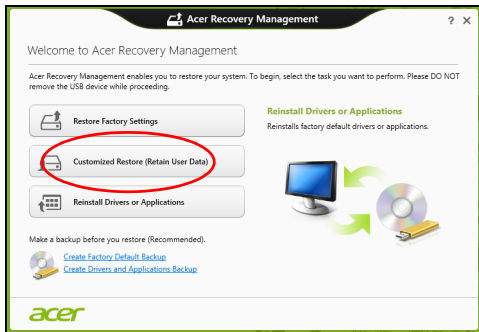 Acer Recovery Management
? X
Welcome to Acer Recovery Management
Acer Recovery Management enables you to restore your system. To begin, select the task you want to perform. Please DO NOT
remove the USB device while proceeding.
Restore Factory Settings
Customized Restore (Retain User Data)
Reinstall Drivers or Applications
Reinstall Drivers or Applications
Reinstalls factory default drivers or applications.
Make a backup before you restore (Recommended).
Create Factory Default Backup
Create Drivers and Applications Backup
acer